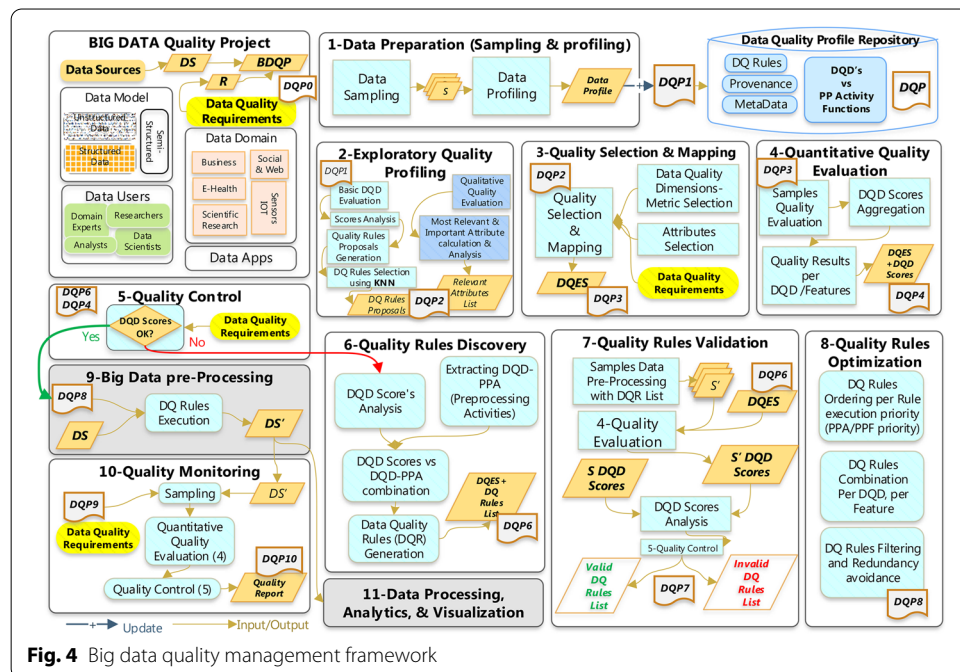 BIG DATA Quality Project
Data Sources
DS
BDQP
R
DQP0
Data Quality
Requirements
Data Model
Unstructured
Data
Structured
Data
Semi-
Structured
Data Domain
Business
Social
& Web
E-Health
Sensors
IOT
Scientific
Research
Data Users
Domain
Experts
Researchers
Analysts
Data
Scientists
Data Apps
1-Data Preparation (Sampling & profiling)
Data
Sampling
S
Data
Profiling
Data
Profile
+
DQP1
Data Quality Profile Repository
DQ Rules
Provenance
MetaData
DQD's
vs
PP Activity
Functions
DQP
2-Exploratory Quality
Profiling
DQP1
Basic DQD
Evaluation
Scores Analysis
Quality Rules
Proposals
Generation
DQ Rules Selection
using KNN
DQ Rules
Proposals
Qualitative
Quality
Evaluation
Most Relevant &
Important Attribute
calculation &
Analysis
Relevant
Attributes
List
DQP2
3-Quality Selection & Mapping
DQP2
Quality
Selection
&
Mapping
DQES
DQP3
Data Quality
Dimensions-
Metric Selection
Attributes
Selection
Data Quality
Requirements
4-Quantitative Quality
Evaluation
DQP3
Samples
Quality
Evaluation
DQD Scores
Aggregation
Quality Results
per
DQD /Features
DQES
+DQD
Scores
DQP4
DQP6
DQP4
5-Quality Control
DQD Scores
OK?
Data Quality
Requirements
Yes
No
9-Big Data pre-Processing
DQP8
DS
DQ Rules
Execution
DS'
10-Quality Monitoring
DQP9
Sampling
DS'
Data Quality
Requirements
Quantitative
Quality
Evaluation (4)
DQP10
Quality Control (5)
Quality
Report
+ Update
Input/Output
6-Quality Rules Discovery
DQD Score's
Analysis
Extracting DQD-
PPA
(Preprocessing
Activities)
DQD Scores vs
DQD-PPA
combination
DQES +
DQ
Rules
List
Data Quality
Rules (DQR)
Generation
DQP6
11-Data Processing,
Analytics, & Visualization
7-Quality Rules Validation
Samples Data
Pre-Processing
with DQR List
S'
DQP6
DQES
4-Quality
Evaluation
S DQD
Scores
S' DQD
Scores
DQD Scores
Analysis
5-Quality Control
Valid
DQ
Rules
List
DQP7
Invalid
DQ
Rules
List
8-Quality Rules
Optimization
DQ Rules
Ordering per Rule
execution priority
(PPA/PPF priority)
DQ Rules
Combination
Per DQD, per
Feature
DQ Rules Filtering
and Redundancy
avoidance
DQP8
Fig. 4 Big data quality management framework